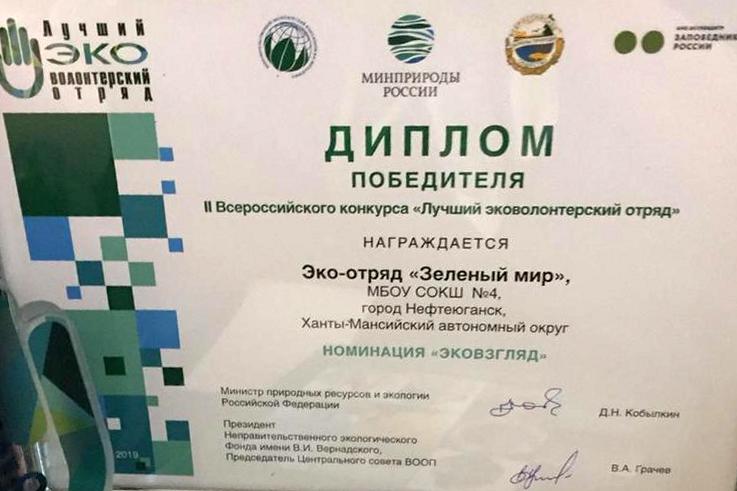 Лучший
ЭКО
волонтерский
отряд
МИНПРИРОДЫ
РОССИИ
ЗАПОВЕДНИК
РОССИИ
ДИПЛОМ
ПОБЕДИТЕЛЯ
II Всероссийского конкурса «Лучший эковолонтерский отряд»
НАГРАЖДАЕТСЯ
Эко-отряд «Зеленый мир»,
МБОУ СОКШ №4,
город Нефтеюганск,
Ханты-Мансийский автономный округ
НОМИНАЦИЯ «ЭКОВЗГЛЯД»
Министр природных ресурсов и экологии
Российской Федерации
Д.Н. Кобылкин
Президент
Неправительственного экологического
Фонда имени В.И. Вернадского,
Председатель Центрального совета ВООП
В.А. Грачев
2019